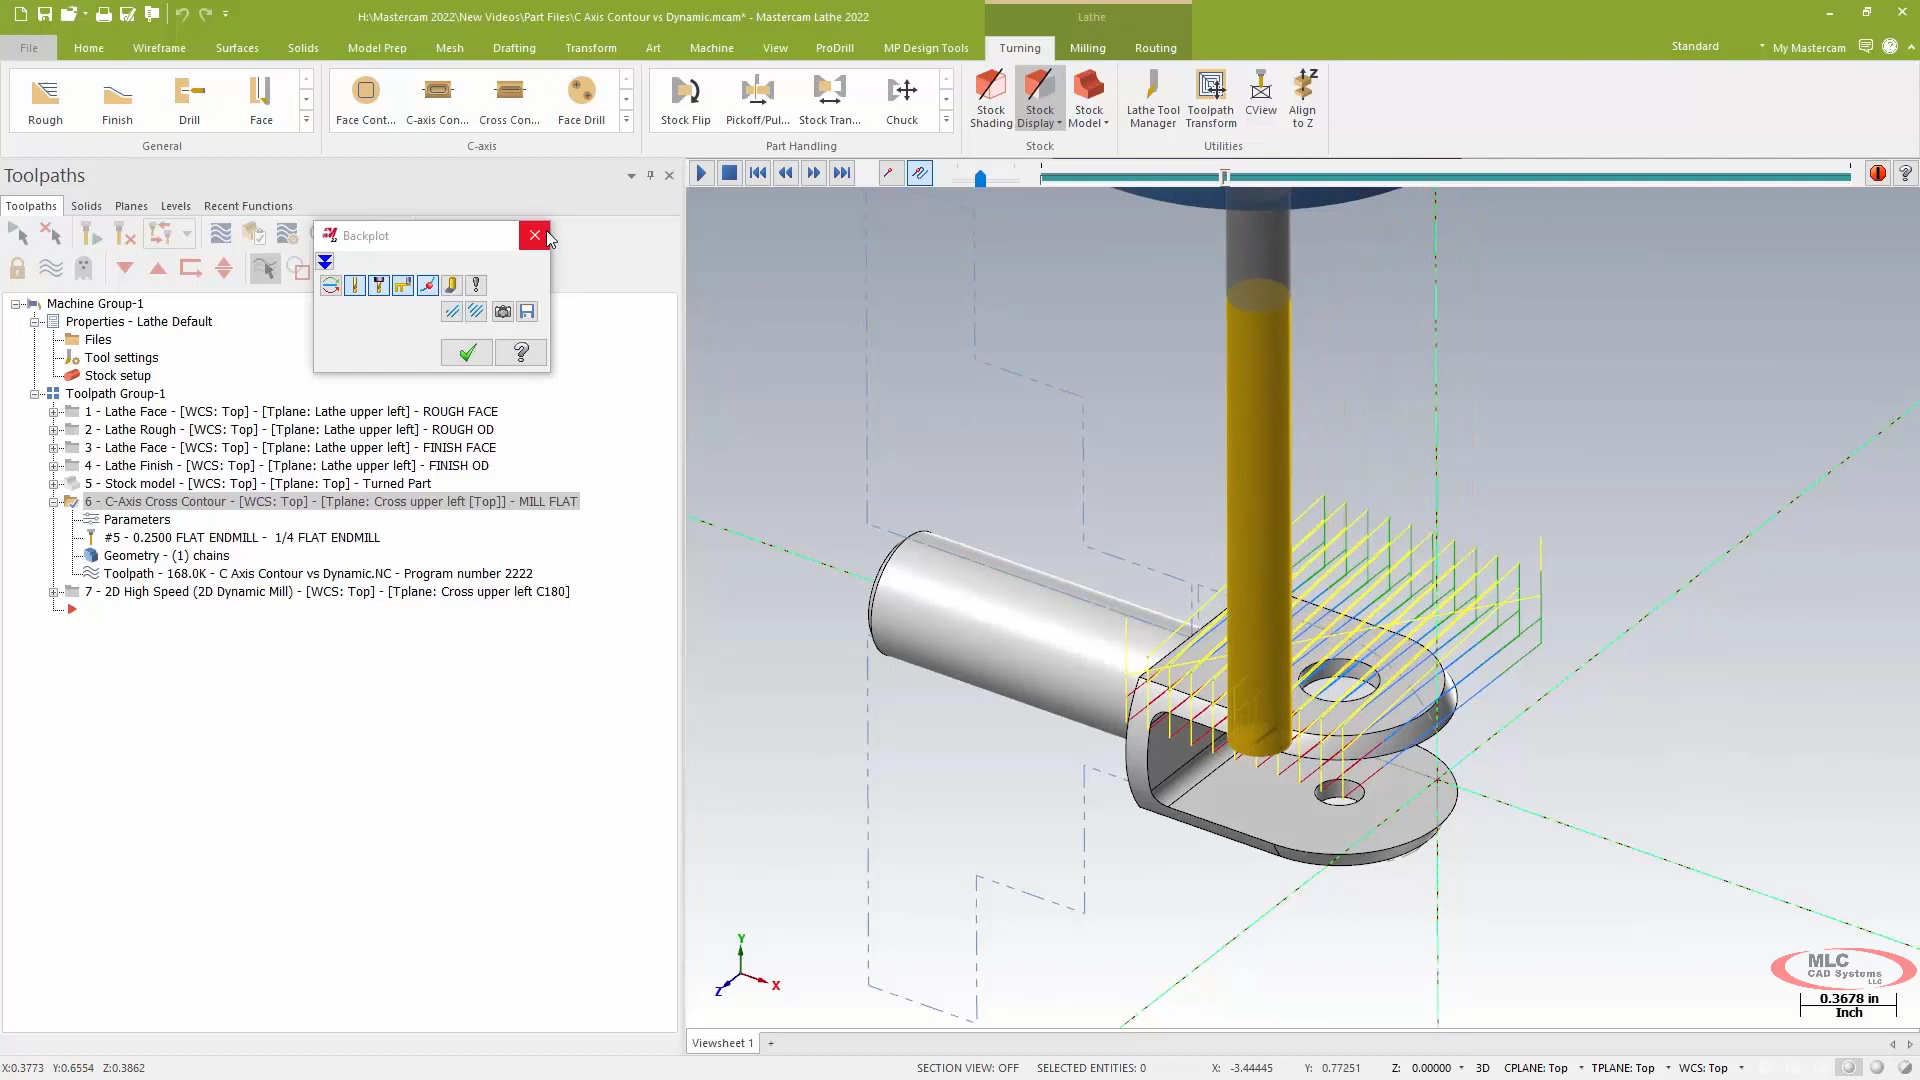 H:\Mastercam 2022\New Videos\Part Files\C Axis Contour vs Dynamic.mcam* - Mastercam Lathe 2022
Lathe
File Home Wireframe Surfaces Solids Model Prep Mesh Drafting Transform Art Machine View ProDrill MP Design Tools Turning Milling Routing Standard My Mastercam
Rough Finish Drill Face Face Cont... C-axis Con... Cross Con... Face Drill Stock Flip Pickoff/Pul... Stock Tran... Chuck Stock Shading Stock Display Stock Model Lathe Tool Manager Toolpath Transform CView Align to Z
General C-axis Part Handling Stock Utilities
Toolpaths
Toolpaths Solids Planes Levels Recent Functions
Backplot
Machine Group-1
Properties - Lathe Default
Files
Tool settings
Stock setup
Toolpath Group-1
1 - Lathe Face - [WCS: Top] - [Tplane: Lathe upper left] - ROUGH FACE
2 - Lathe Rough - [WCS: Top] - [Tplane: Lathe upper left] - ROUGH OD
3 - Lathe Face - [WCS: Top] - [Tplane: Lathe upper left] - FINISH FACE
4 - Lathe Finish - [WCS: Top] - [Tplane: Lathe upper left] - FINISH OD
5 - Stock model - [WCS: Top] - [Tplane: Top] - Turned Part
6 - C-Axis Cross Contour - [WCS: Top] - [Tplane: Cross upper left [Top]] - MILL FLAT
Parameters
#5 - 0.2500 FLAT ENDMILL - 1/4 FLAT ENDMILL
Geometry - (1) chains
Toolpath - 168.0K - C Axis Contour vs Dynamic.NC - Program number 2222
7 - 2D High Speed (2D Dynamic Mill) - [WCS: Top] - [Tplane: Cross upper left C180]
Y
X
Z
MLC
CAD Systems
LLC
0.3678 in
Inch
Viewsheet 1 +
X:0.3773 Y:0.6554 Z:0.3862 SECTION VIEW: OFF SELECTED ENTITIES: 0 X: -3.44445 Y: 0.77251 Z: 0.00000 3D CPLANE: Top TPLANE: Top WCS: Top